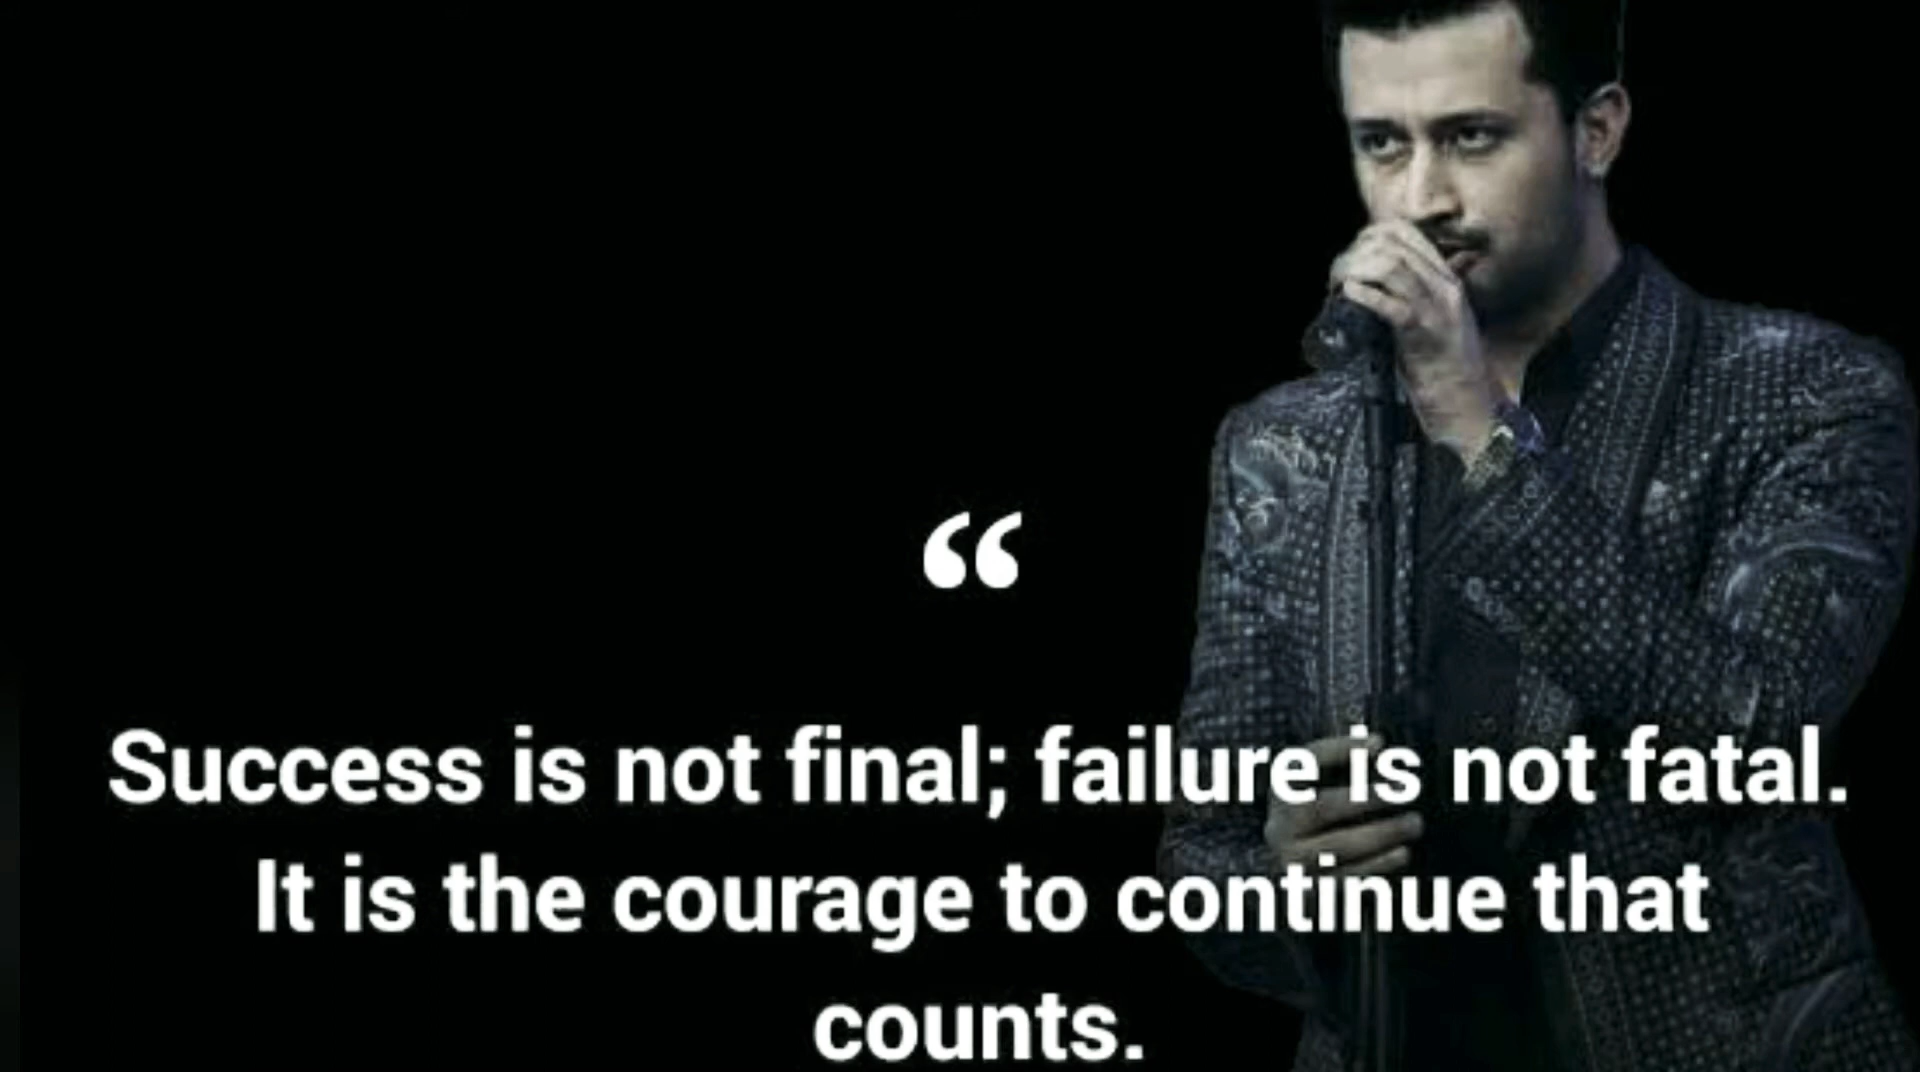 “
Success is not final; failure is not fatal.
It is the courage to continue that
counts.